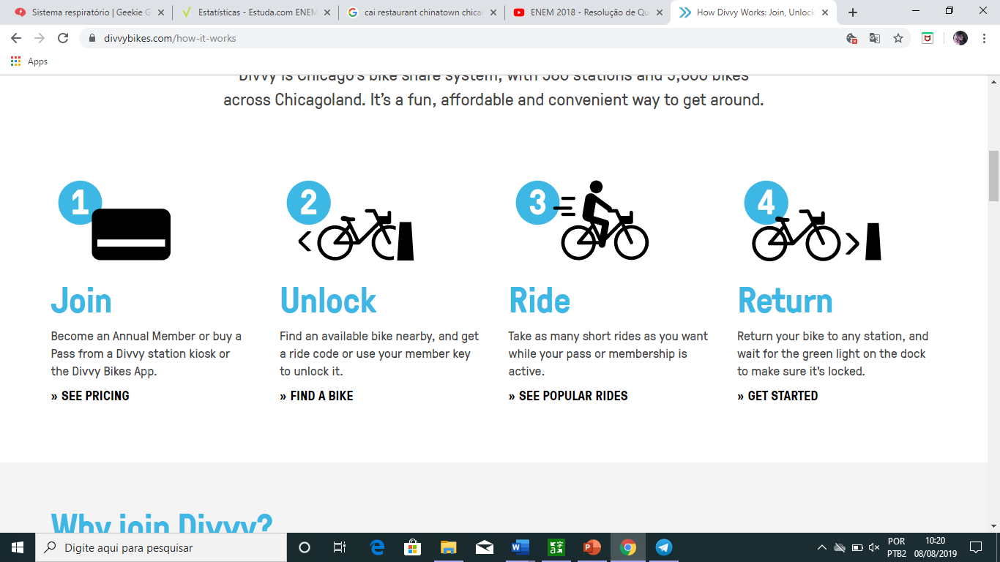 Sistema respiratório | Geekie G
Estatísticas - Estuda.com ENEM
cai restaurant chinatown chicag
ENEM 2018 - Resolução de Qu
How Divvy Works: Join, Unlock
divvybikes.com/how-it-works
Apps
Divvy is Chicago's bike share system, with 580 stations and 5,800 bikes
across Chicagoland. It's a fun, affordable and convenient way to get around.
1
Join
Become an Annual Member or buy a
Pass from a Divvy station kiosk or
the Divvy Bikes App.
» SEE PRICING
2
Unlock
Find an available bike nearby, and get
a ride code or use your member key
to unlock it.
» FIND A BIKE
3
Ride
Take as many short rides as you want
while your pass or membership is
active.
» SEE POPULAR RIDES
4
Return
Return your bike to any station, and
wait for the green light on the dock
to make sure it's locked.
» GET STARTED
Why join Divvy?
Digite aqui para pesquisar
POR
PTB2
10:20
08/08/2019